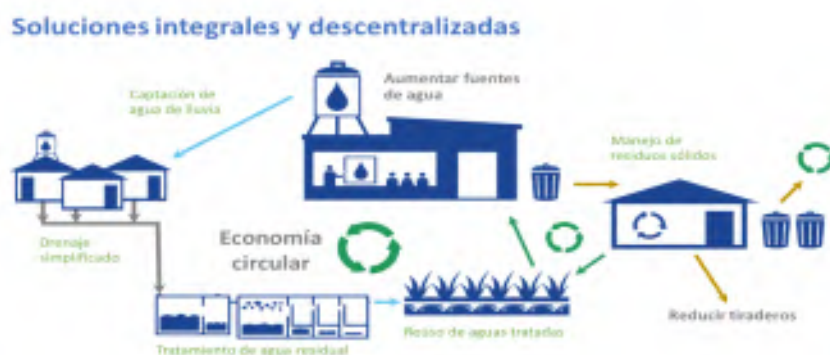 Soluciones integrales y descentralizadas
Aumentar fuentes
de agua
Captación de
agua de lluvia
Manejo de
residuos sólidos
Drenaje
simplificado
Economía
circular
Reducir tiraderos
Reúso de aguas tratadas
Tratamiento de agua residual